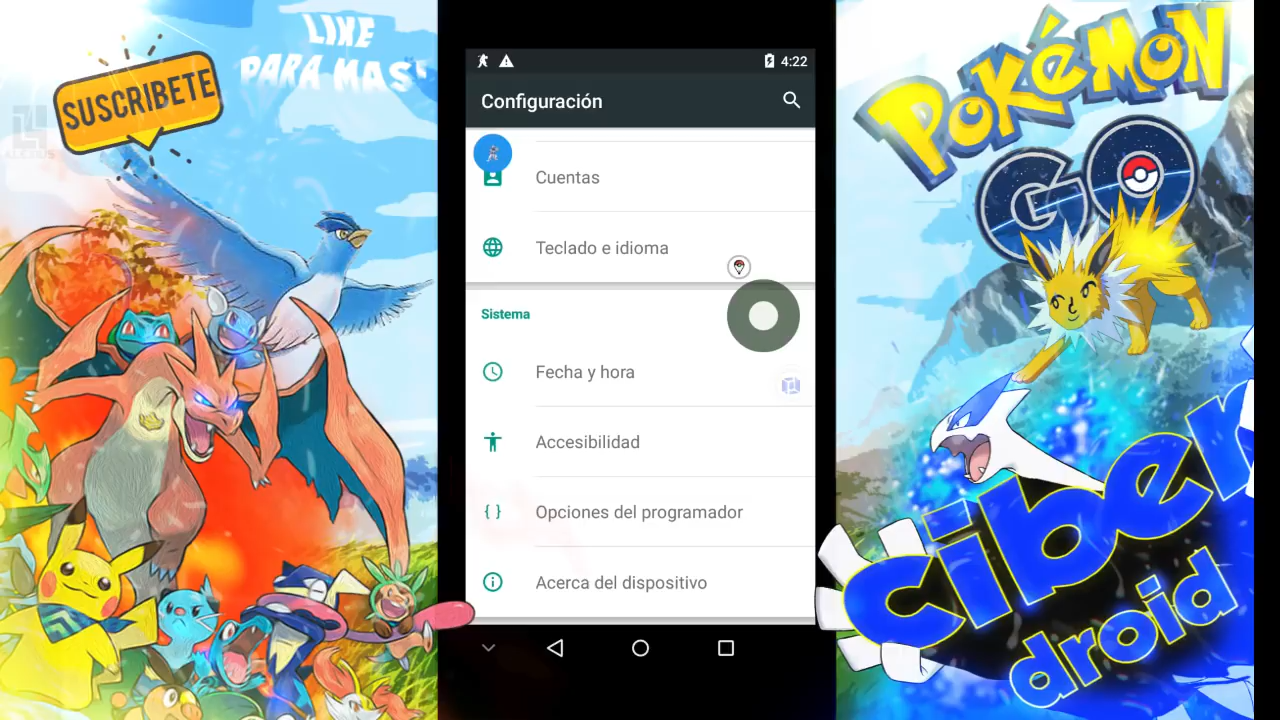 LIKE
PARA MAS
SUSCRIBETE
ALEXUS
4:22
Configuración
Cuentas
Teclado e idioma
Sistema
Fecha y hora
Accesibilidad
Opciones del programador
Acerca del dispositivo
POKéMON
GO
ciber
droid